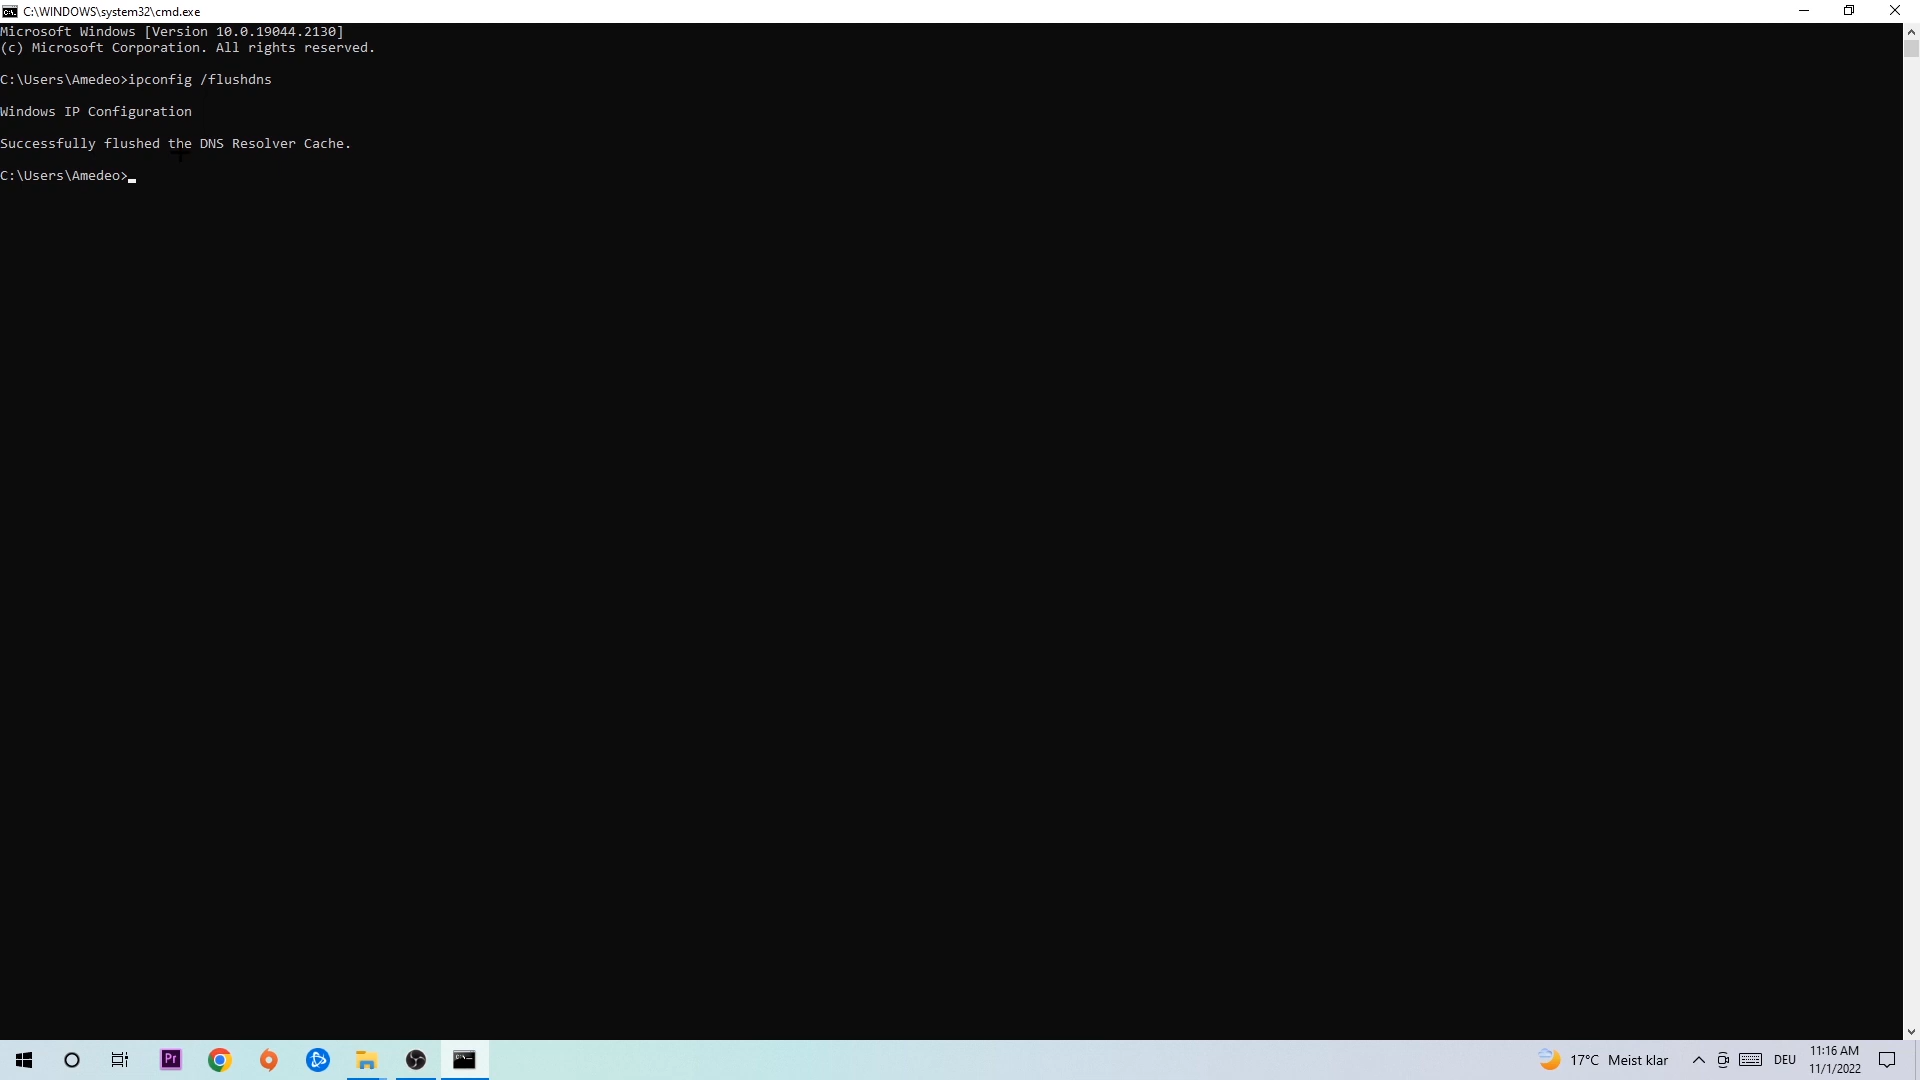 C:\WINDOWS\system32\cmd.exe
Microsoft Windows [Version 10.0.19044.2130]
(c) Microsoft Corporation. All rights reserved.
C:\Users\Amedeo>ipconfig /flushdns
Windows IP Configuration
Successfully flushed the DNS Resolver Cache.
C:\Users\Amedeo>
Pr
17°C Meist klar
DEU
11:16 AM
11/1/2022